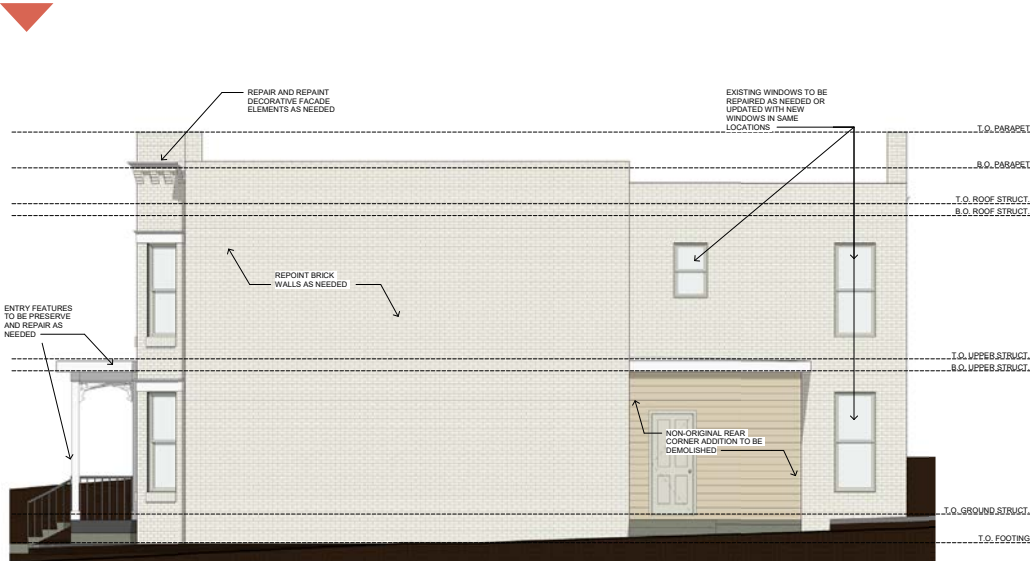 REPAIR AND REPAINT
DECORATIVE FACADE
ELEMENTS AS NEEDED
EXISTING WINDOWS TO BE
REPAIRED AS NEEDED OR
UPDATED WITH NEW
WINDOWS IN SAME
LOCATIONS
T.O. PARAPET
B.O. PARAPET
T.O. ROOF STRUCT.
B.O. ROOF STRUCT.
REPOINT BRICK
WALLS AS NEEDED
ENTRY FEATURES
TO BE PRESERVE
AND REPAIR AS
NEEDED
T.O. UPPER STRUCT.
B.O. UPPER STRUCT.
NON-ORIGINAL REAR
CORNER ADDITION TO BE
DEMOLISHED
T.O. GROUND STRUCT.
T.O. FOOTING